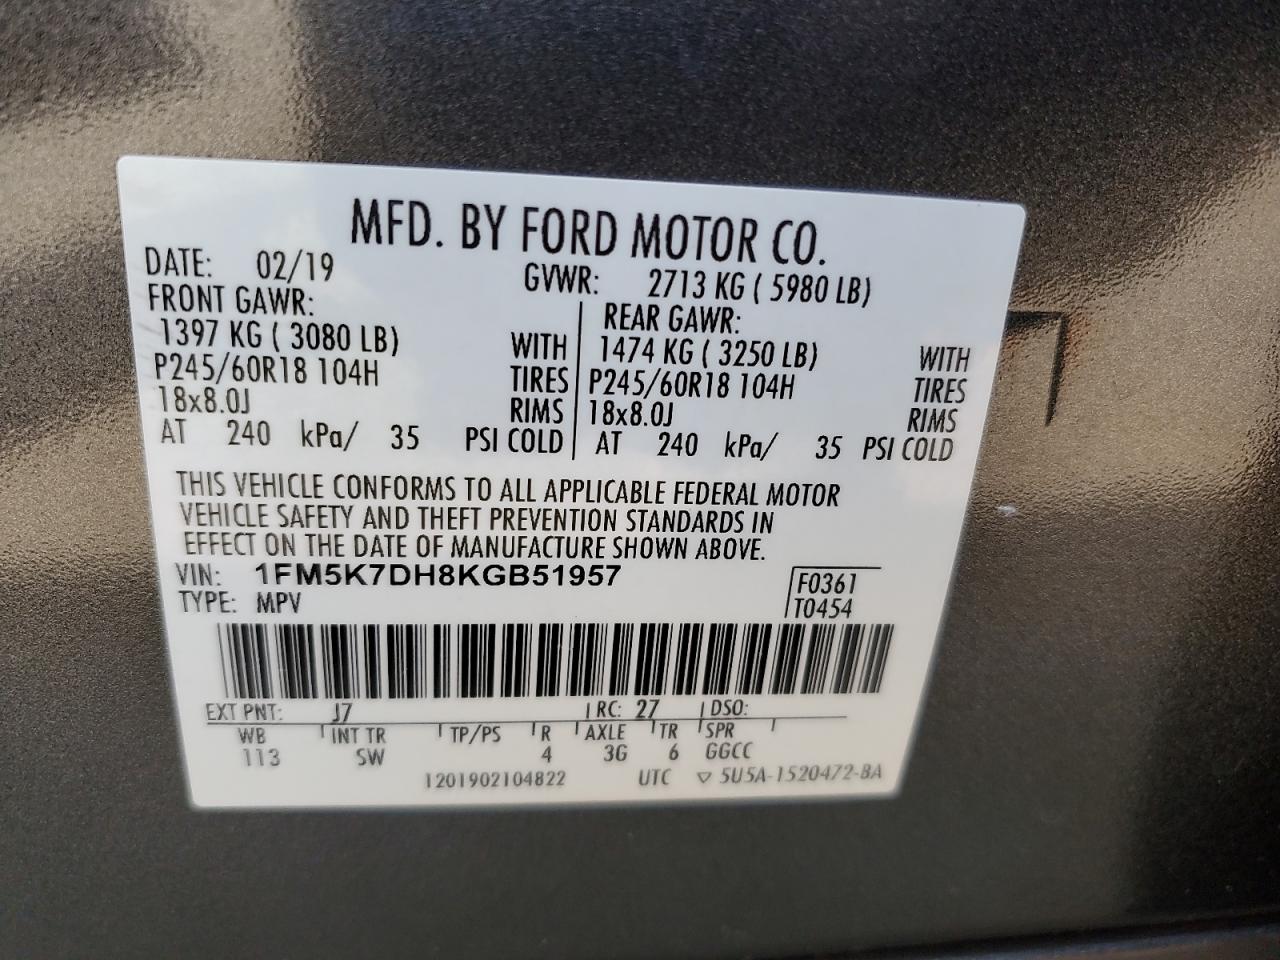 MFD. BY FORD MOTOR CO.
DATE: 02/19 GVWR: 2713 KG ( 5980 LB)
FRONT GAWR: REAR GAWR:
1397 KG ( 3080 LB) WITH 1474 KG ( 3250 LB) WITH
P245/60R18 104H TIRES P245/60R18 104H TIRES
18x8.0J RIMS 18x8.0J RIMS
AT 240 kPa/ 35 PSI COLD AT 240 kPa/ 35 PSI COLD
THIS VEHICLE CONFORMS TO ALL APPLICABLE FEDERAL MOTOR
VEHICLE SAFETY AND THEFT PREVENTION STANDARDS IN
EFFECT ON THE DATE OF MANUFACTURE SHOWN ABOVE.
VIN: 1FM5K7DH8KGB51957 F0361
TYPE: MPV T0454
EXT PNT: J7 RC: 27 DSO:
WB INT TR TP/PS R AXLE TR SPR
113 SW 4 3G 6 GGCC
1201902104822 UTC ▽ 5U5A-1520472-BA